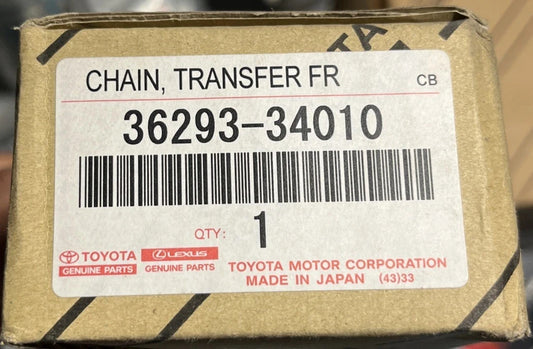 TOYOTA
CHAIN, TRANSFER FR
CB
36293-34010
QTY: 1
TOYOTA
GENUINE PARTS
LEXUS
GENUINE PARTS
TOYOTA MOTOR CORPORATION
MADE IN JAPAN (43)33